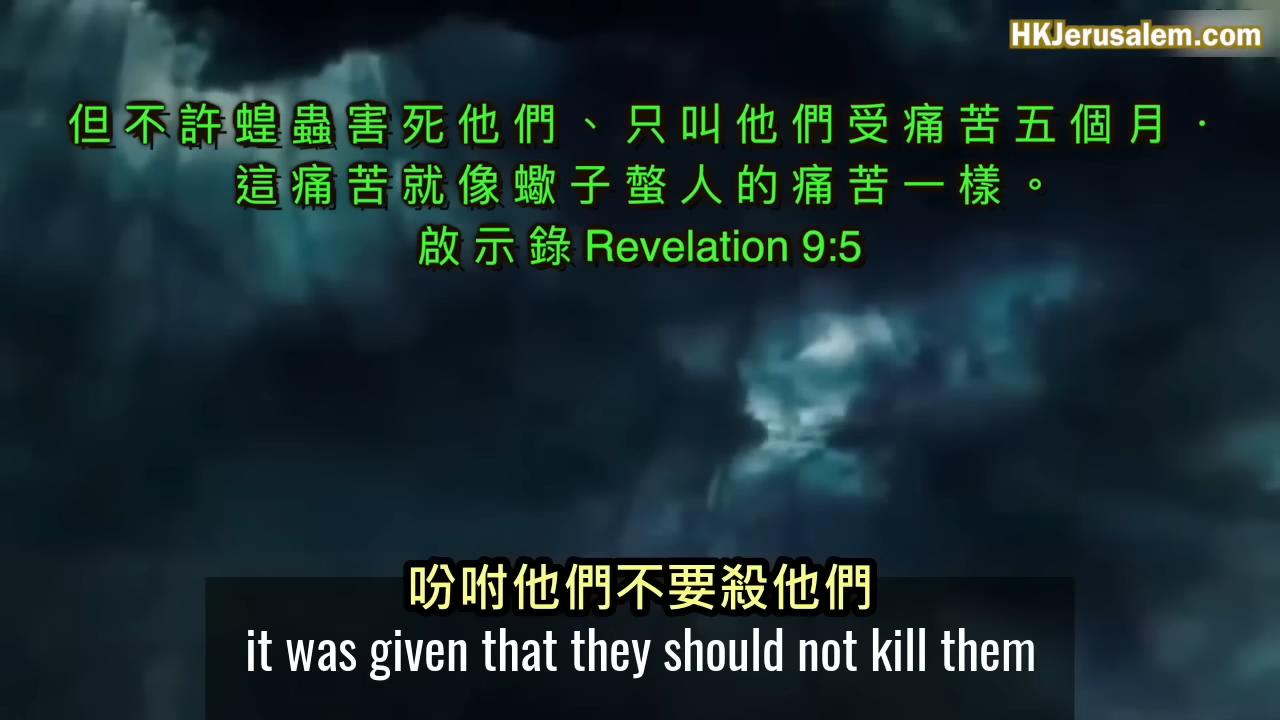 HKJerusalem.com
但不許蝗蟲害死他們、只叫他們受痛苦五個月．
這痛苦就像蠍子螫人的痛苦一樣。
啟示錄 Revelation 9:5
吩咐他們不要殺他們
it was given that they should not kill them